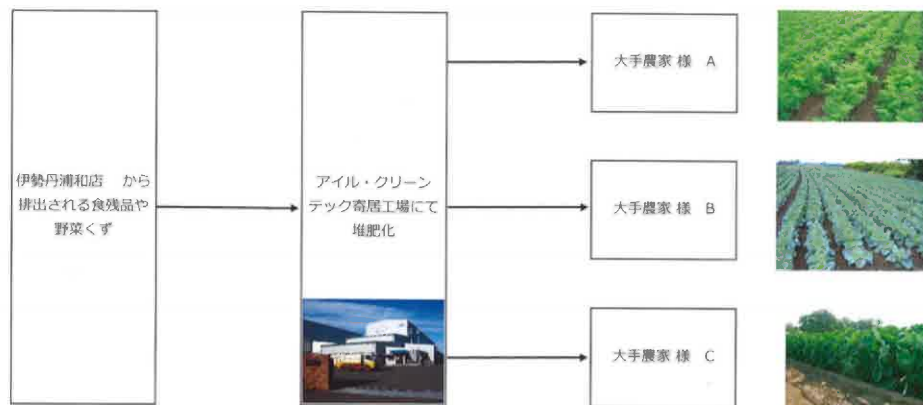 伊勢丹浦和店　から
排出される食残品や
野菜くず
アイル・クリーン
テック寄居工場にて
堆肥化
大手農家 様　A
大手農家 様　B
大手農家 様　C